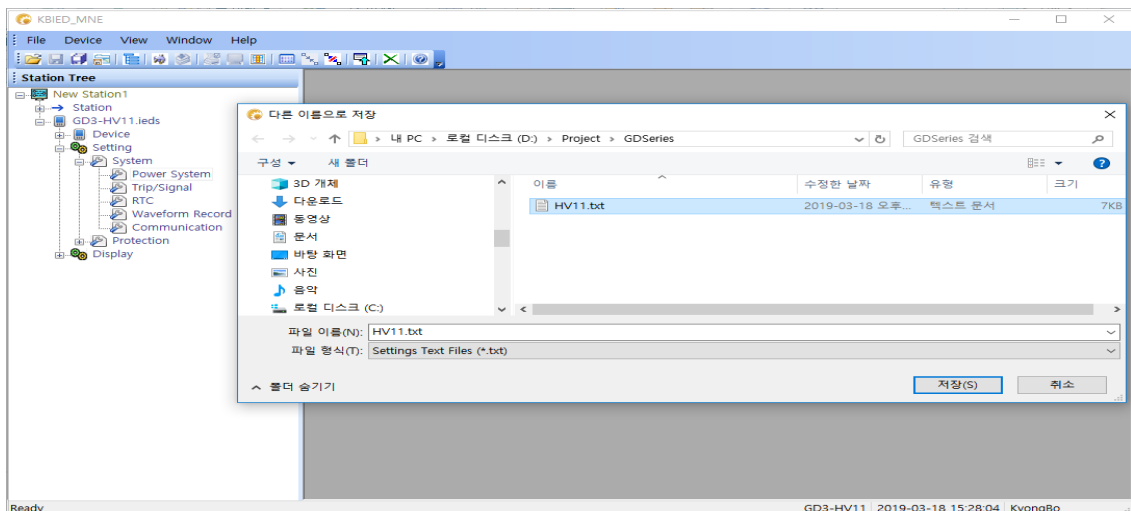 KBIED_MNE
File Device View Window Help
Station Tree
New Station1
Station
GD3-HV11.ieds
Device
Setting
System
Power System
Trip/Signal
RTC
Waveform Record
Communication
Protection
Display
다른 이름으로 저장
내 PC > 로컬 디스크 (D:) > Project > GDSeries
GDSeries 검색
구성 새 폴더
3D 개체
다운로드
동영상
문서
바탕 화면
사진
음악
로컬 디스크 (C:)
이름 수정한 날짜 유형 크기
HV11.txt 2019-03-18 오후... 텍스트 문서 7KB
파일 이름(N): HV11.txt
파일 형식(T): Settings Text Files (*.txt)
폴더 숨기기 저장(S) 취소
Ready GD3-HV11 2019-03-18 15:28:04 KyongBo